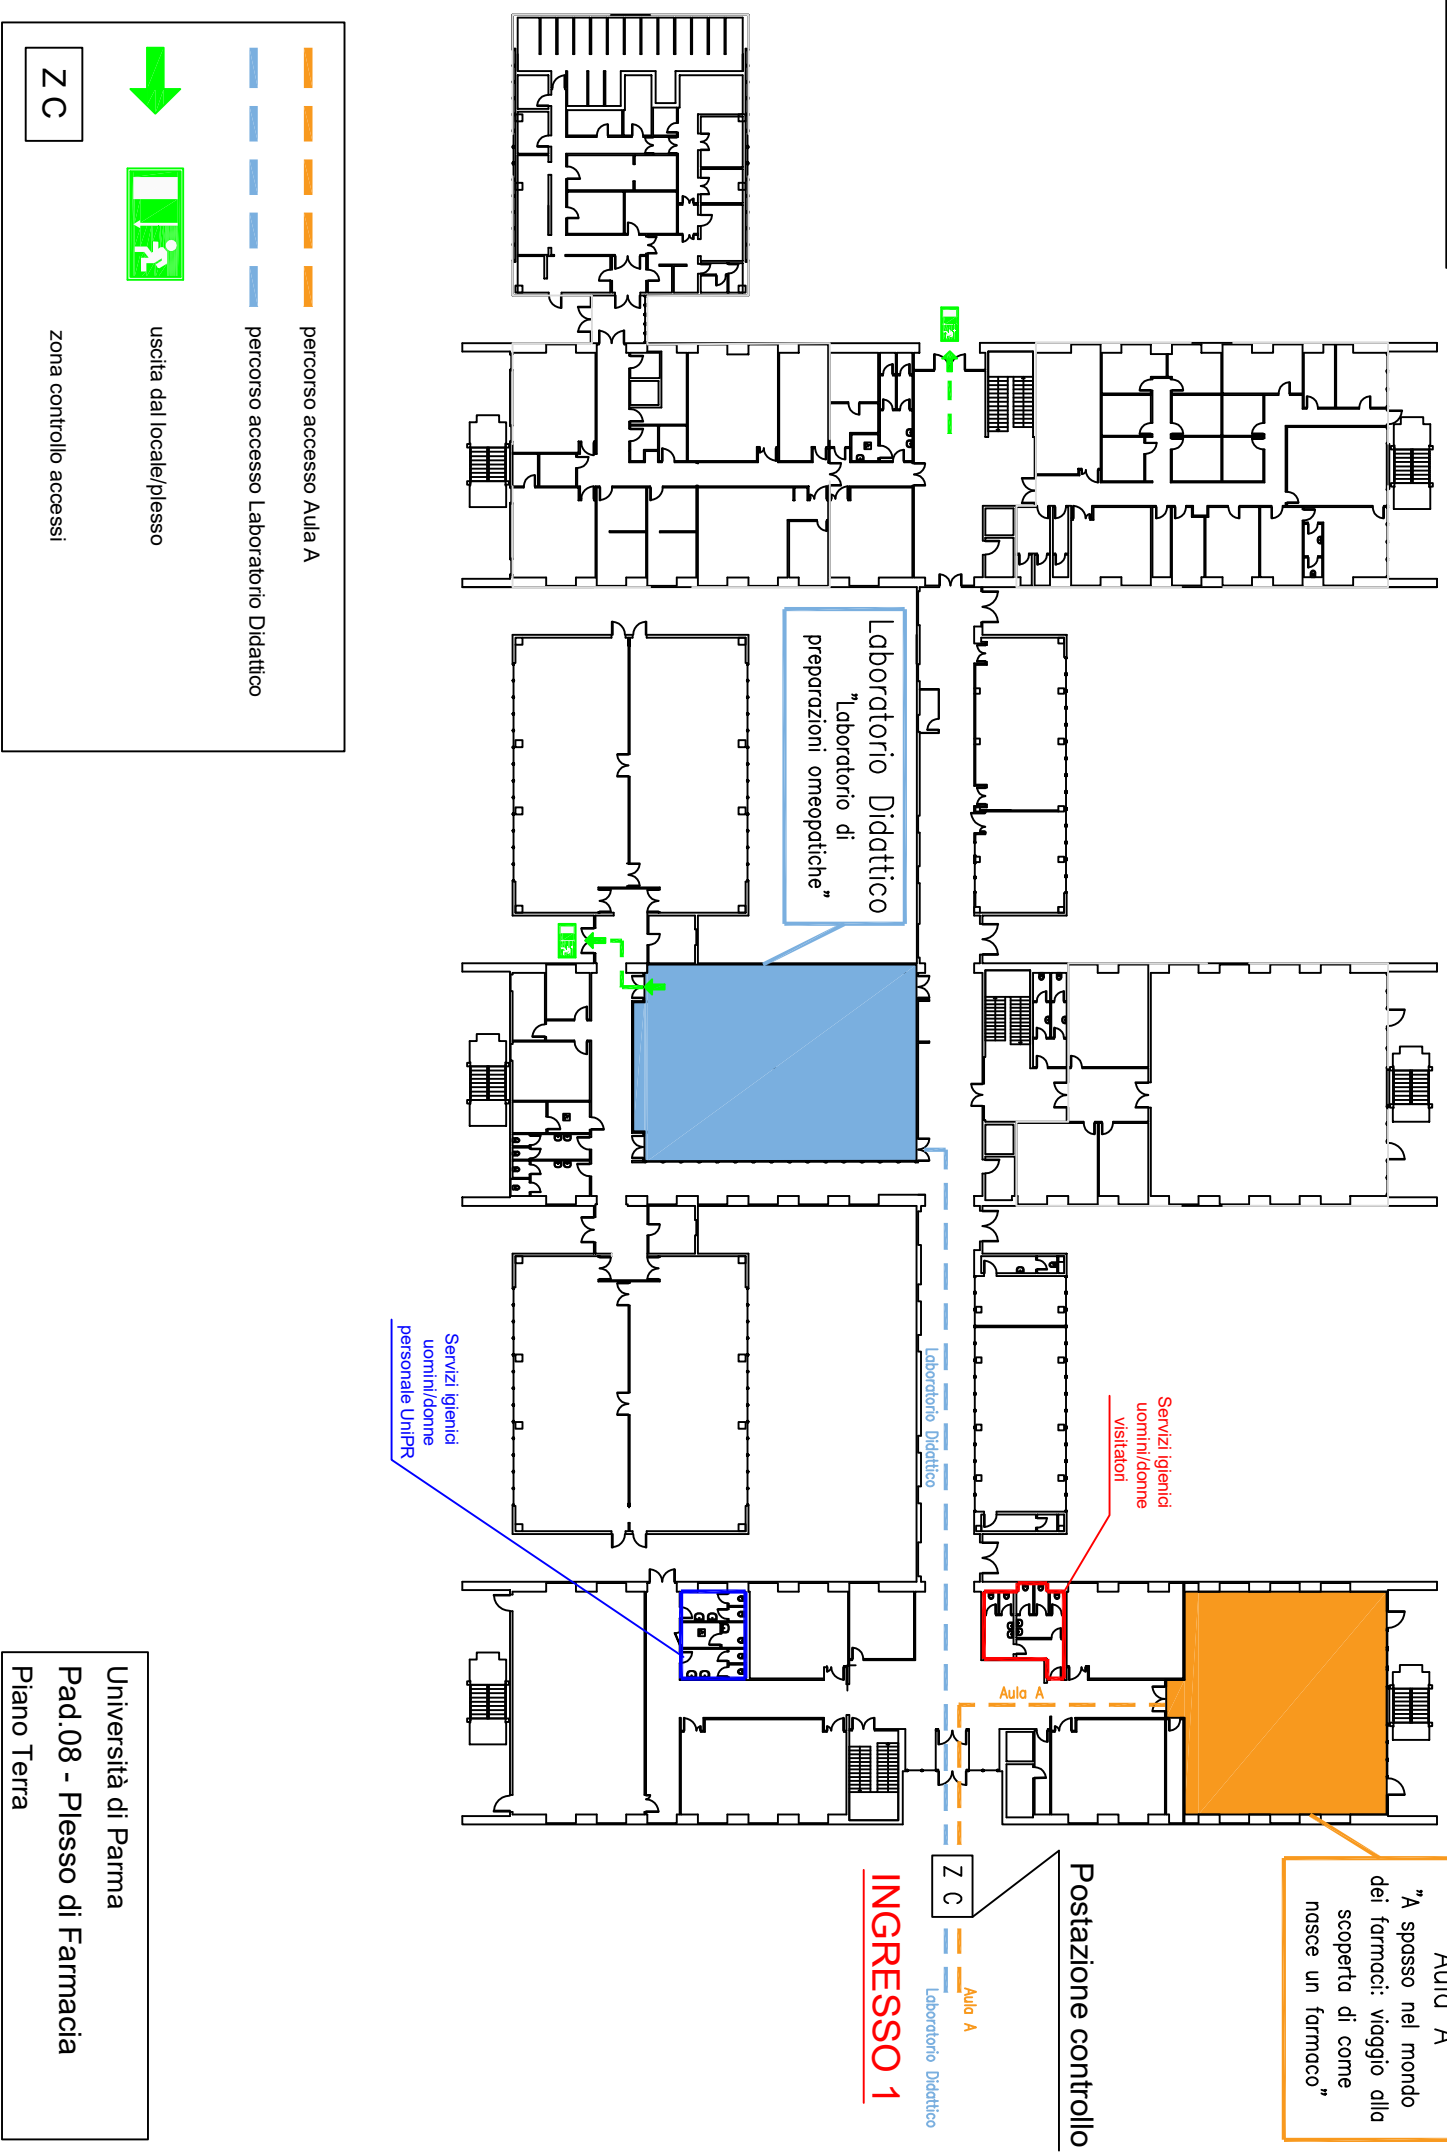 Aula A
"A spasso nel mondo
dei farmaci: viaggio alla
scoperta di come
nasce un farmaco"
Postazione controllo
Z C
INGRESSO 1
Aula A
Laboratorio Didattico
Aula A
Laboratorio Didattico
Servizi igienici
uomini/donne
visitatori
Servizi igienici
uomini/donne
personale UniPR
Laboratorio Didattico
"Laboratorio di
preparazioni omeopatiche"
percorso accesso Aula A
percorso accesso Laboratorio Didattico
uscita dal locale/plesso
Z C
zona controllo accessi
Università di Parma
Pad.08 - Plesso di Farmacia
Piano Terra